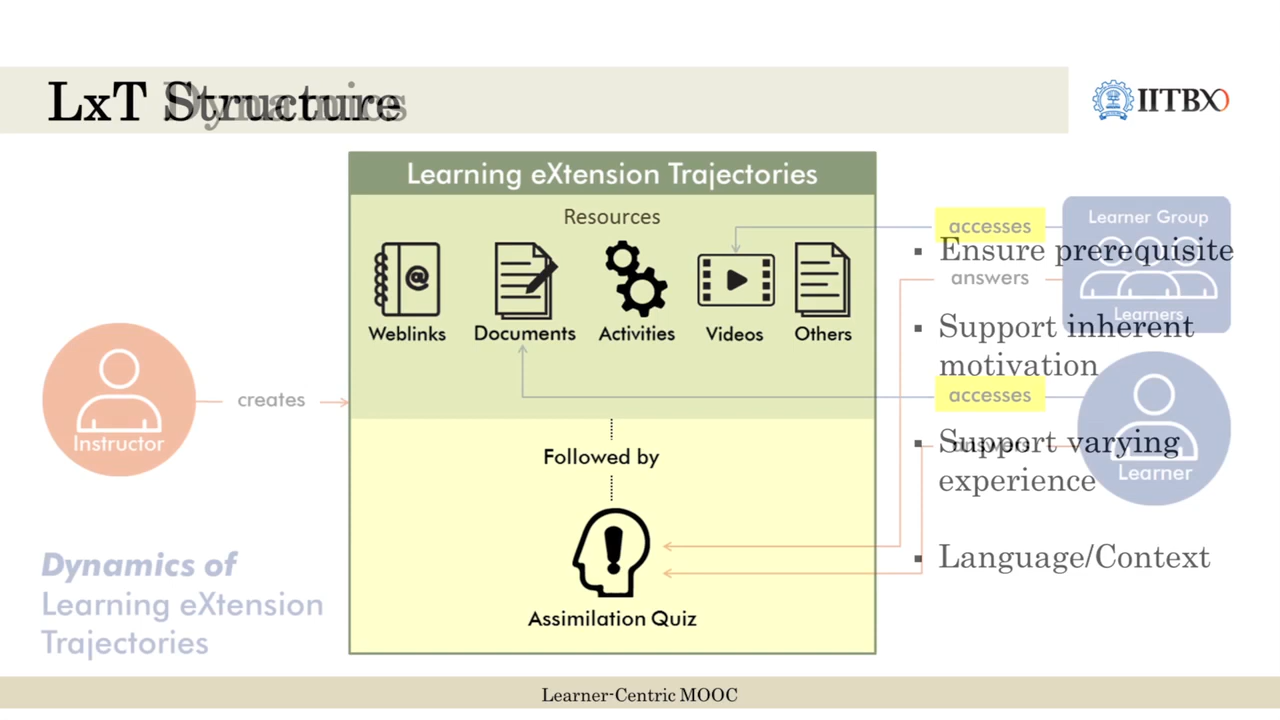 LxT Structure
Dynamics
IITBX
Learning eXtension Trajectories
Resources
Weblinks
Documents
Activities
Videos
Others
Followed by
Assimilation Quiz
Instructor
creates
accesses
answers
accesses
answers
Learner Group
Learners
Learner
▪ Ensure prerequisite
▪ Support inherent
motivation
▪ Support varying
experience
▪ Language/Context
Dynamics of
Learning eXtension
Trajectories
Learner-Centric MOOC